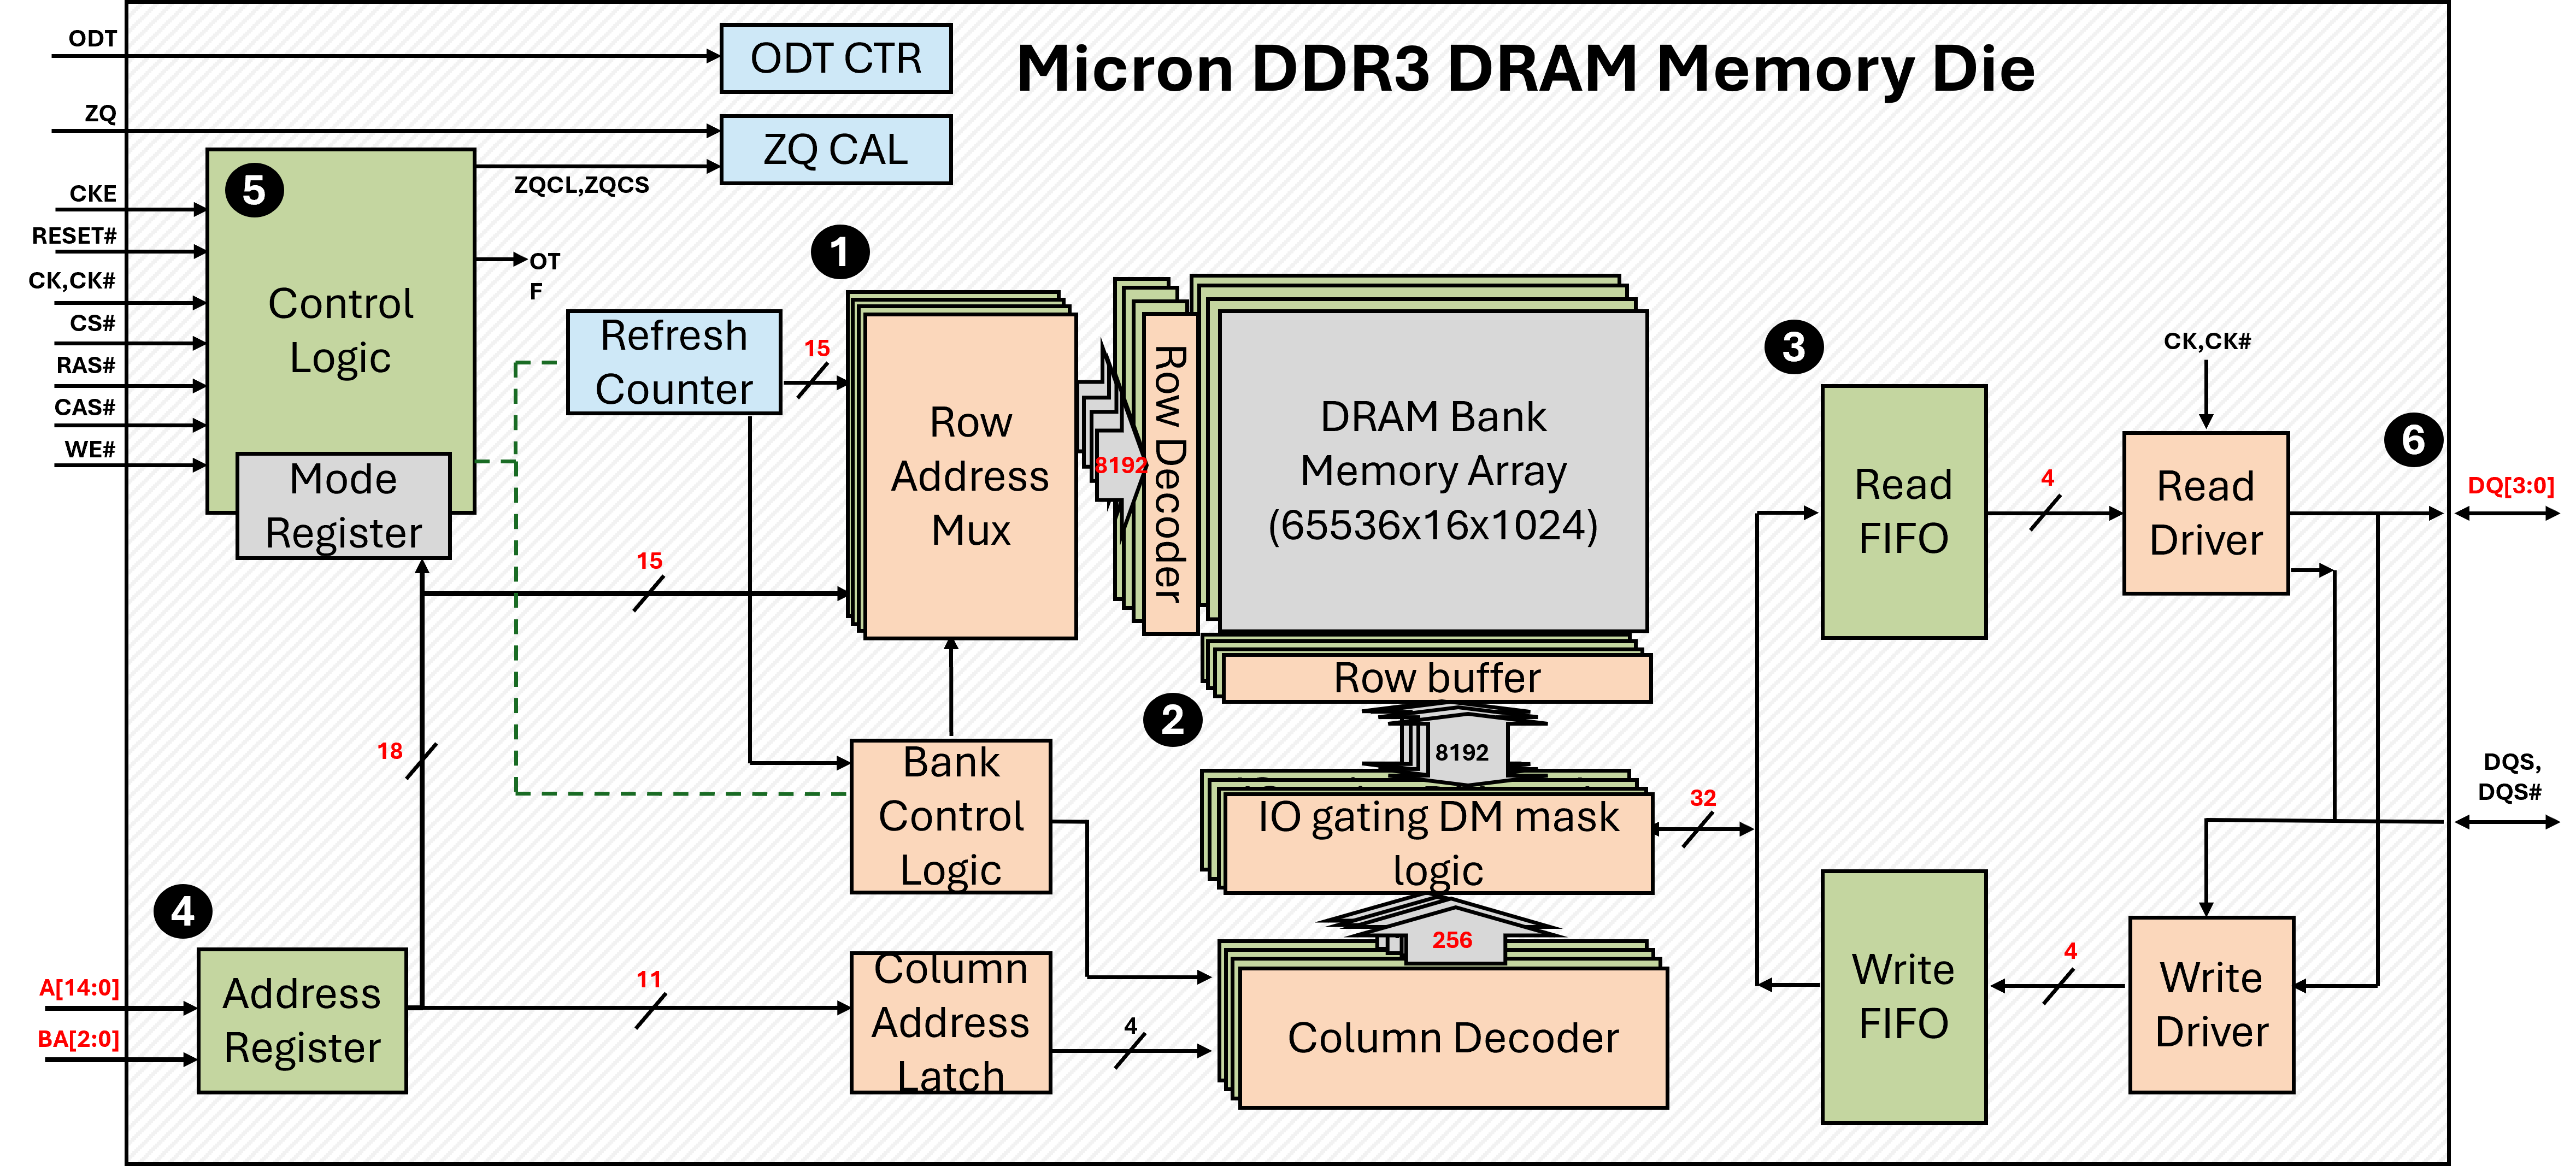 Micron DDR3 DRAM Memory Die
ODT
ODT CTR
ZQ
ZQ CAL
ZQCL,ZQCS
5
Control
Logic
CKE
RESET#
CK,CK#
CS#
RAS#
CAS#
WE#
OT
F
Mode
Register
Refresh
Counter
15
1
Row
Address
Mux
8192
Row Decoder
DRAM Bank
Memory Array
(65536x16x1024)
Row buffer
15
18
2
8192
Bank
Control
Logic
IO gating DM mask
logic
32
256
Column Decoder
4
Address
Register
A[14:0]
BA[2:0]
11
Column
Address
Latch
4
3
Read
FIFO
4
CK,CK#
Read
Driver
6
DQ[3:0]
DQS,
DQS#
Write
FIFO
4
Write
Driver